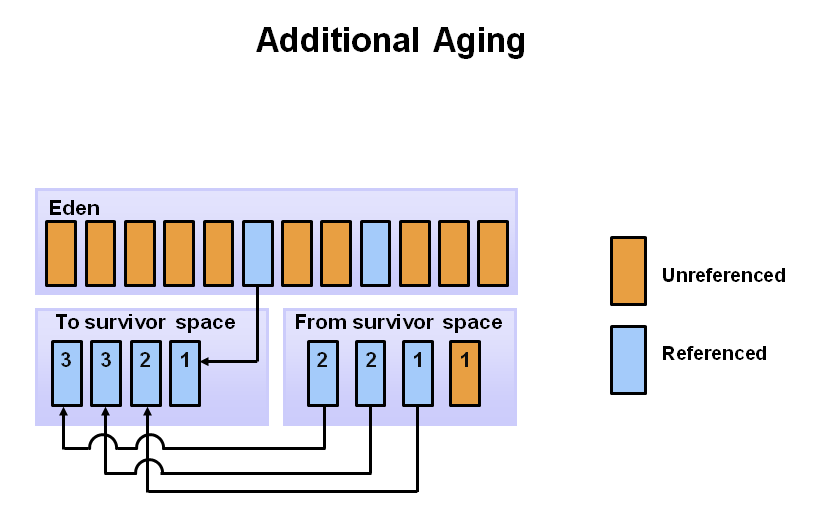 Additional Aging
Eden
To survivor space
From survivor space
3 3 2 1
2 2 1 1
Unreferenced
Referenced